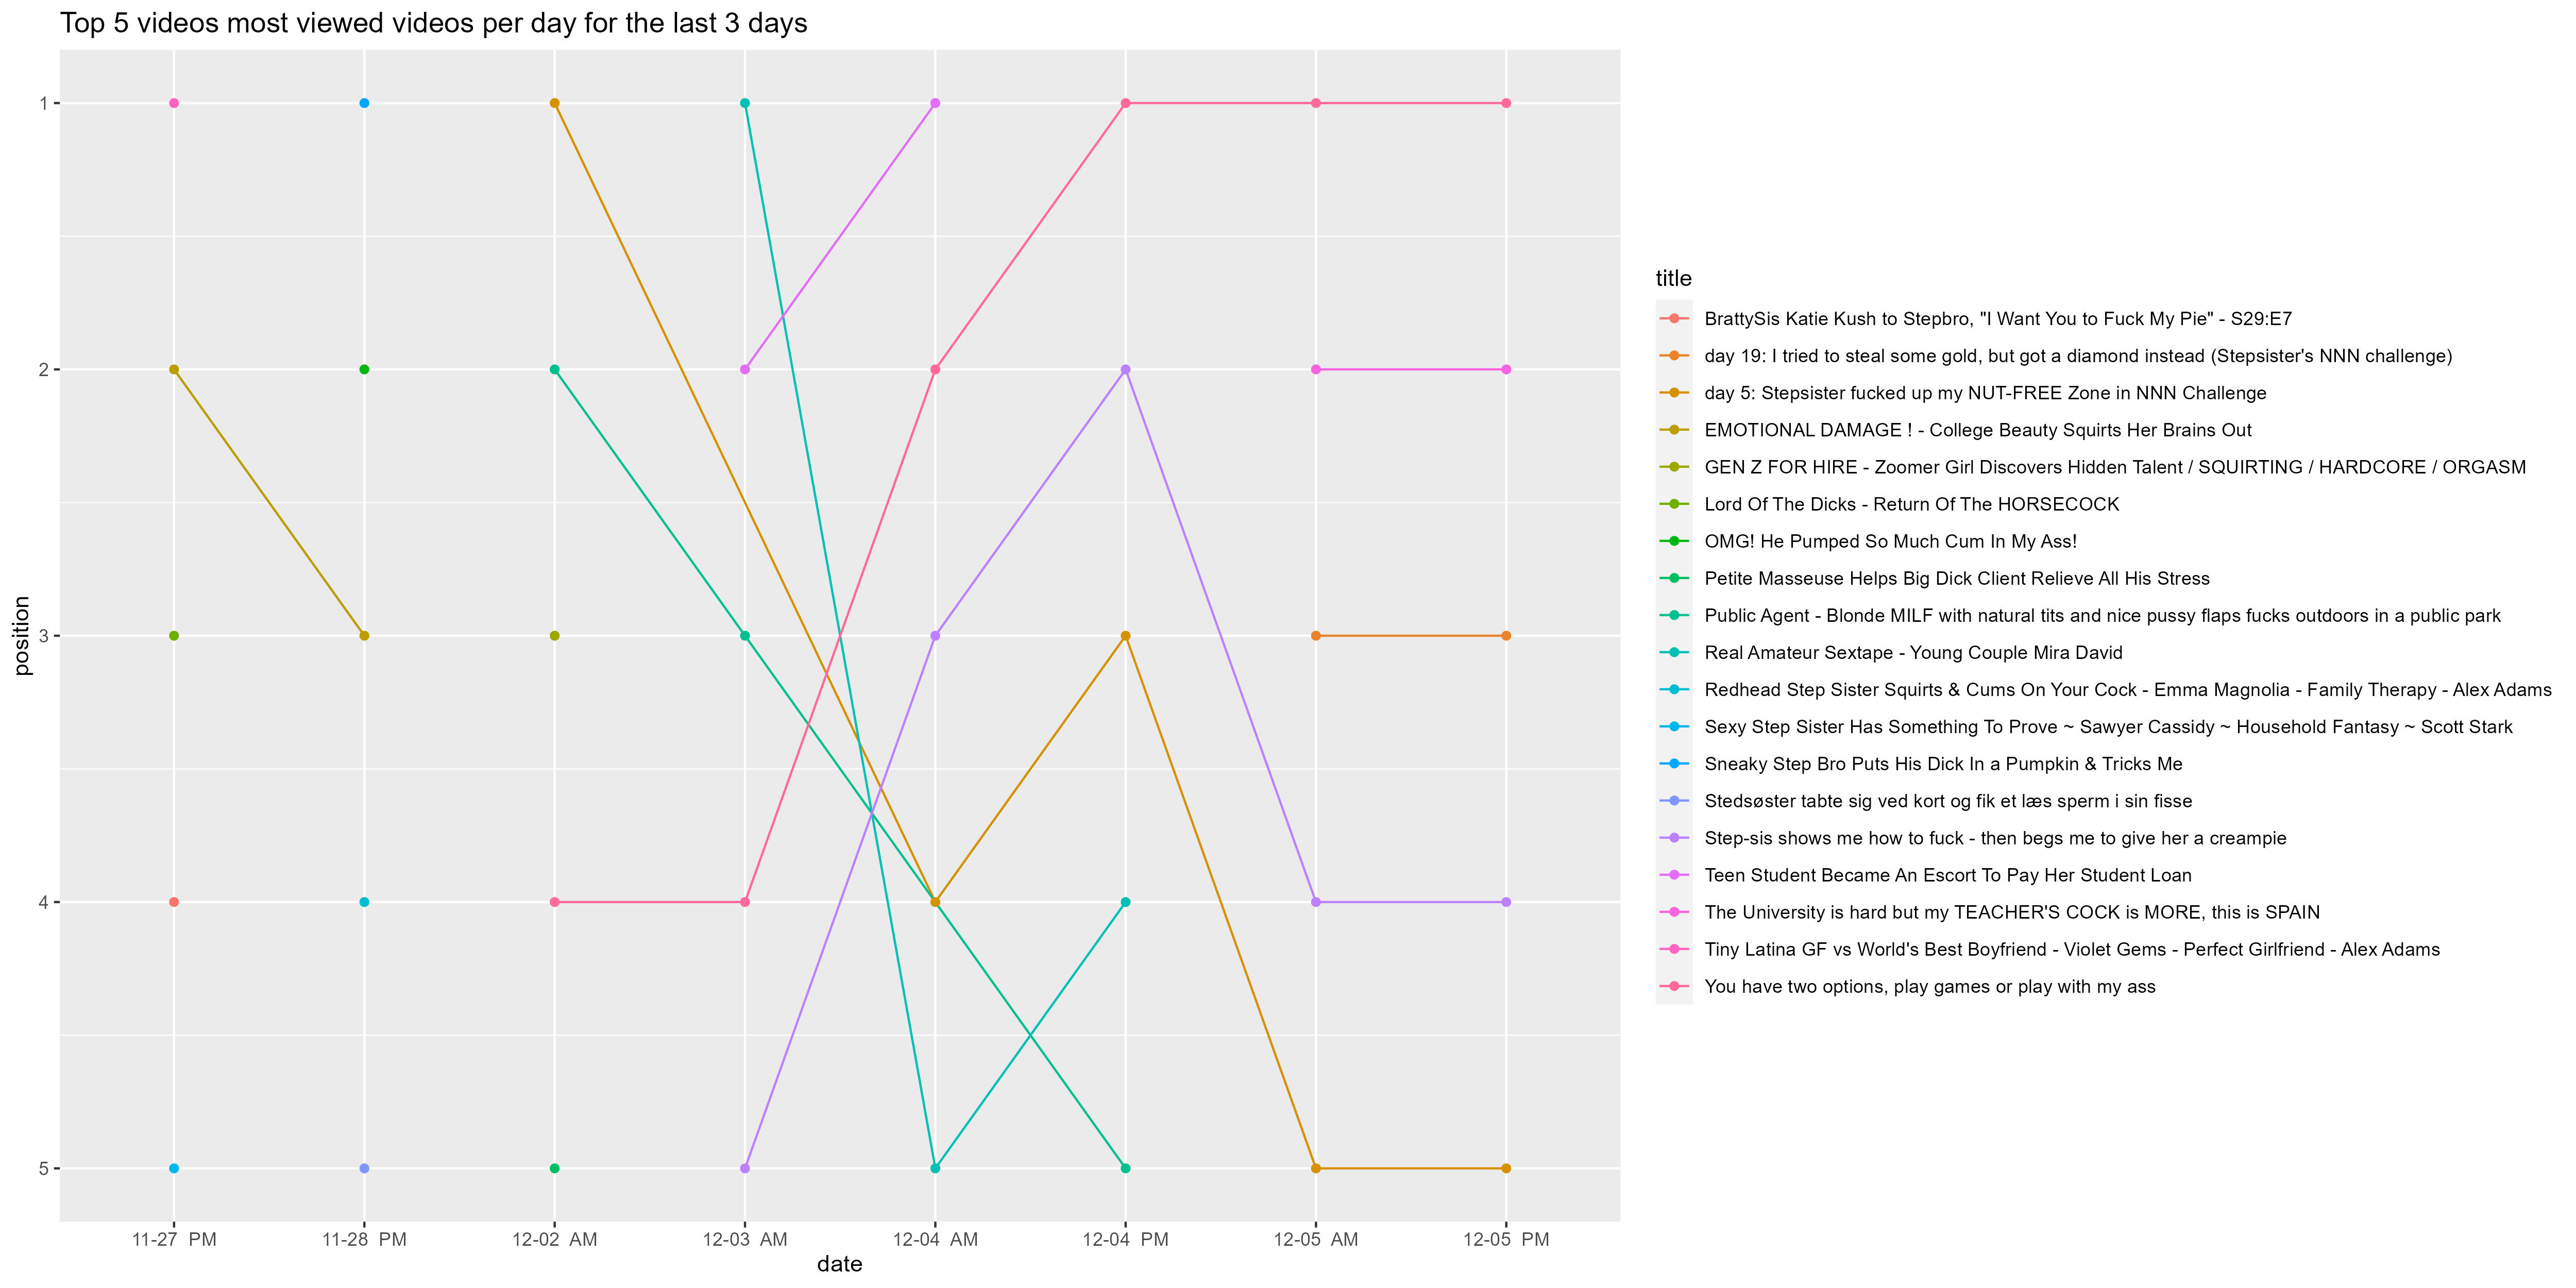 Top 5 videos most viewed videos per day for the last 3 days
position
1
2
3
4
5
11-27 PM
11-28 PM
12-02 AM
12-03 AM
12-04 AM
12-04 PM
12-05 AM
12-05 PM
date
title
BrattySis Katie Kush to Stepbro, "I Want You to Fuck My Pie" - S29:E7
day 19: I tried to steal some gold, but got a diamond instead (Stepsister's NNN challenge)
day 5: Stepsister fucked up my NUT-FREE Zone in NNN Challenge
EMOTIONAL DAMAGE ! - College Beauty Squirts Her Brains Out
GEN Z FOR HIRE - Zoomer Girl Discovers Hidden Talent / SQUIRTING / HARDCORE / ORGASM
Lord Of The Dicks - Return Of The HORSECOCK
OMG! He Pumped So Much Cum In My Ass!
Petite Masseuse Helps Big Dick Client Relieve All His Stress
Public Agent - Blonde MILF with natural tits and nice pussy flaps fucks outdoors in a public park
Real Amateur Sextape - Young Couple Mira David
Redhead Step Sister Squirts & Cums On Your Cock - Emma Magnolia - Family Therapy - Alex Adams
Sexy Step Sister Has Something To Prove ~ Sawyer Cassidy ~ Household Fantasy ~ Scott Stark
Sneaky Step Bro Puts His Dick In a Pumpkin & Tricks Me
Stedsøster tabte sig ved kort og fik et læs sperm i sin fisse
Step-sis shows me how to fuck - then begs me to give her a creampie
Teen Student Became An Escort To Pay Her Student Loan
The University is hard but my TEACHER'S COCK is MORE, this is SPAIN
Tiny Latina GF vs World's Best Boyfriend - Violet Gems - Perfect Girlfriend - Alex Adams
You have two options, play games or play with my ass